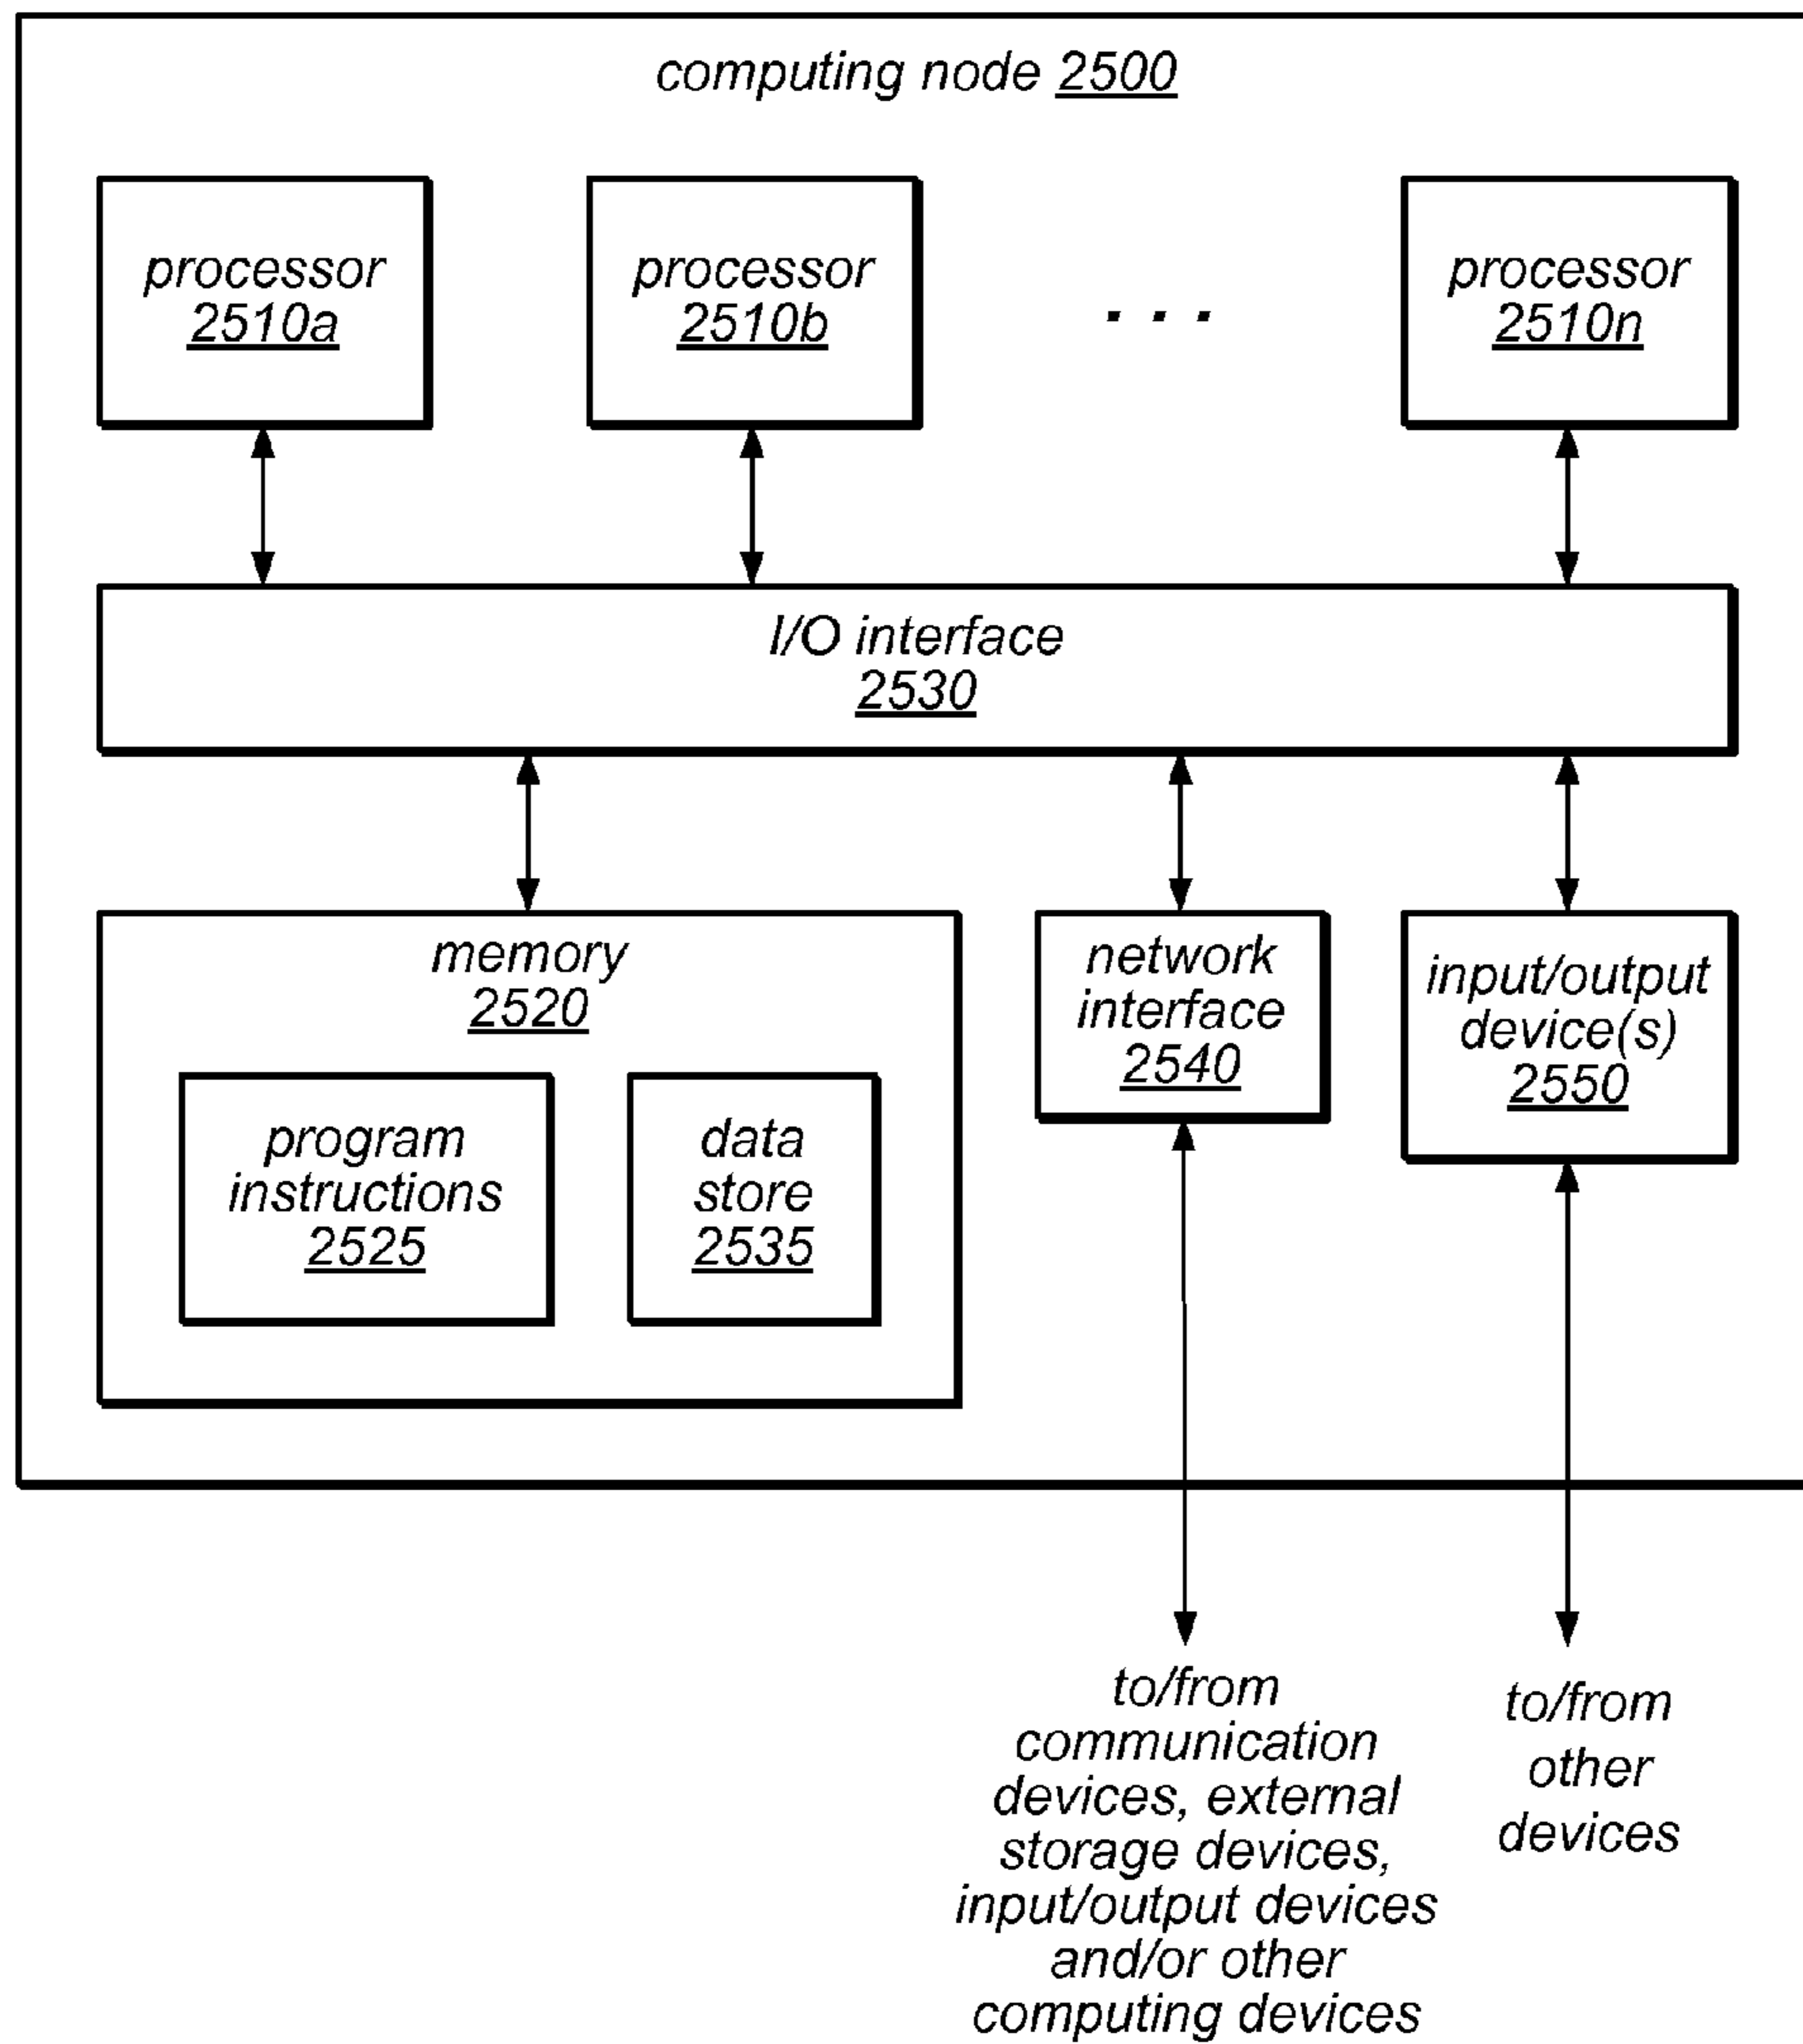 computing node 2500
processor
2510a
processor
2510b
. . .
processor
2510n
I/O interface
2530
memory
2520
program
instructions
2525
data
store
2535
network
interface
2540
input/output
device(s)
2550
to/from
communication
devices, external
storage devices,
input/output devices
and/or other
computing devices
to/from
other
devices